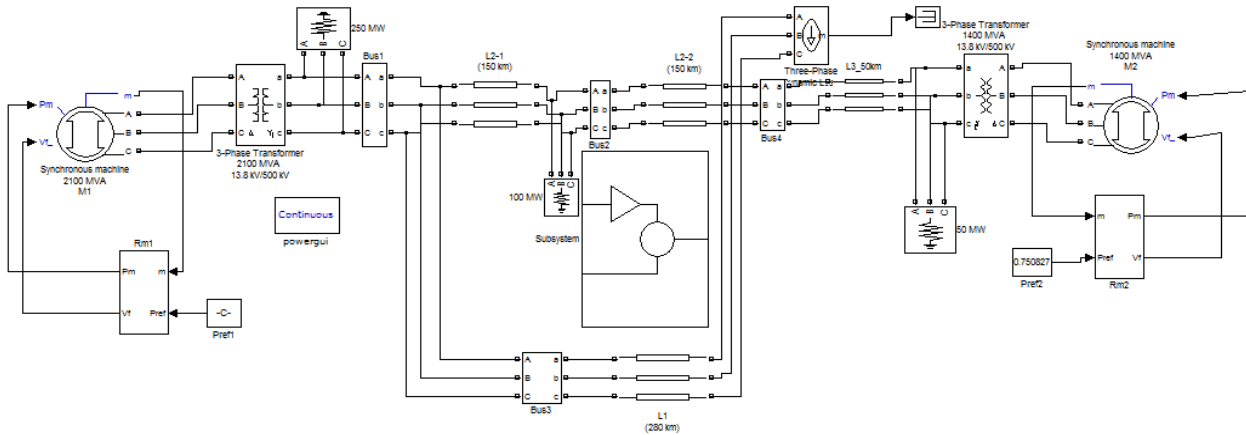 250 MW
Bus1
L2-1
(150 km)
L2-2
(150 km)
Three-Phase
3-Phase Transformer
1400 MVA
13.8 kV/500 kV
Synchronous machine
1400 MVA
M2
L3_50km
Pm
Vf_
m
A
B
C
Synchronous machine
2100 MVA
M1
A
B
C
a
b
c
3-Phase Transformer
2100 MVA
13.8 kV/500 kV
A B C
A a
B b
C c
A a
B b
C c
Bus2
A a
B b
C c
Bus4
A
B
C
m
a
b
c
A
B
C
m
A
B
C
Pm
Vf_
A B C
100 MW
A B C
50 MW
Continuous
powergui
Subsystem
Rm1
Pm m
Vf Pref
-C-
Pref1
m Pm
Pref Vf
Rm2
0.750827
Pref2
A a
B b
C c
Bus3
L1
(280 km)